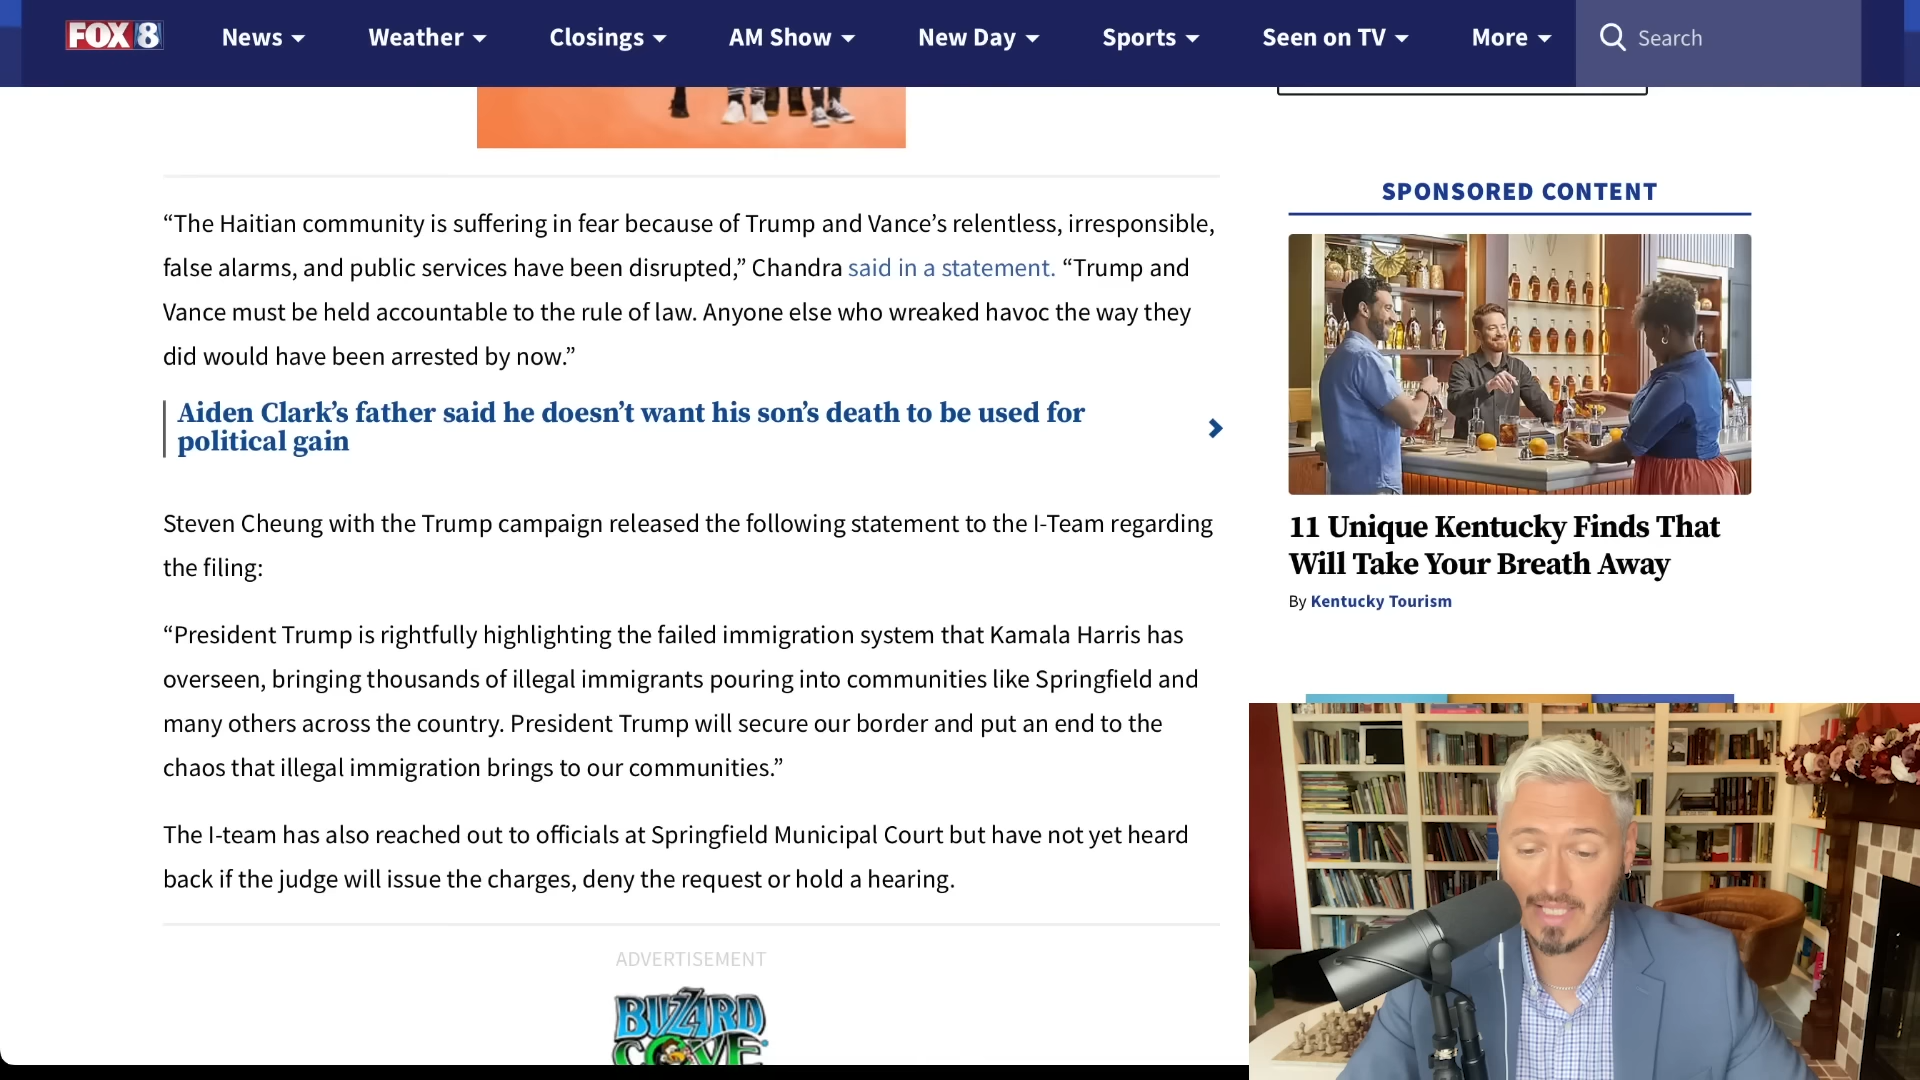 FOX 8
News
Weather
Closings
AM Show
New Day
Sports
Seen on TV
More
Search
“The Haitian community is suffering in fear because of Trump and Vance’s relentless, irresponsible,
false alarms, and public services have been disrupted,” Chandra said in a statement. “Trump and
Vance must be held accountable to the rule of law. Anyone else who wreaked havoc the way they
did would have been arrested by now.”
Aiden Clark’s father said he doesn’t want his son’s death to be used for
political gain
Steven Cheung with the Trump campaign released the following statement to the I-Team regarding
the filing:
“President Trump is rightfully highlighting the failed immigration system that Kamala Harris has
overseen, bringing thousands of illegal immigrants pouring into communities like Springfield and
many others across the country. President Trump will secure our border and put an end to the
chaos that illegal immigration brings to our communities.”
The I-team has also reached out to officials at Springfield Municipal Court but have not yet heard
back if the judge will issue the charges, deny the request or hold a hearing.
ADVERTISEMENT
BUZZARD
COVE
SPONSORED CONTENT
11 Unique Kentucky Finds That
Will Take Your Breath Away
By Kentucky Tourism